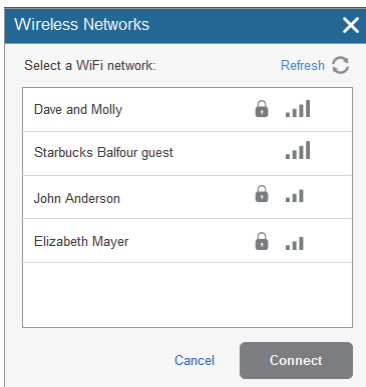 Wireless Networks
Select a WiFi network: Refresh
Dave and Molly
Starbucks Balfour guest
John Anderson
Elizabeth Mayer
Cancel Connect